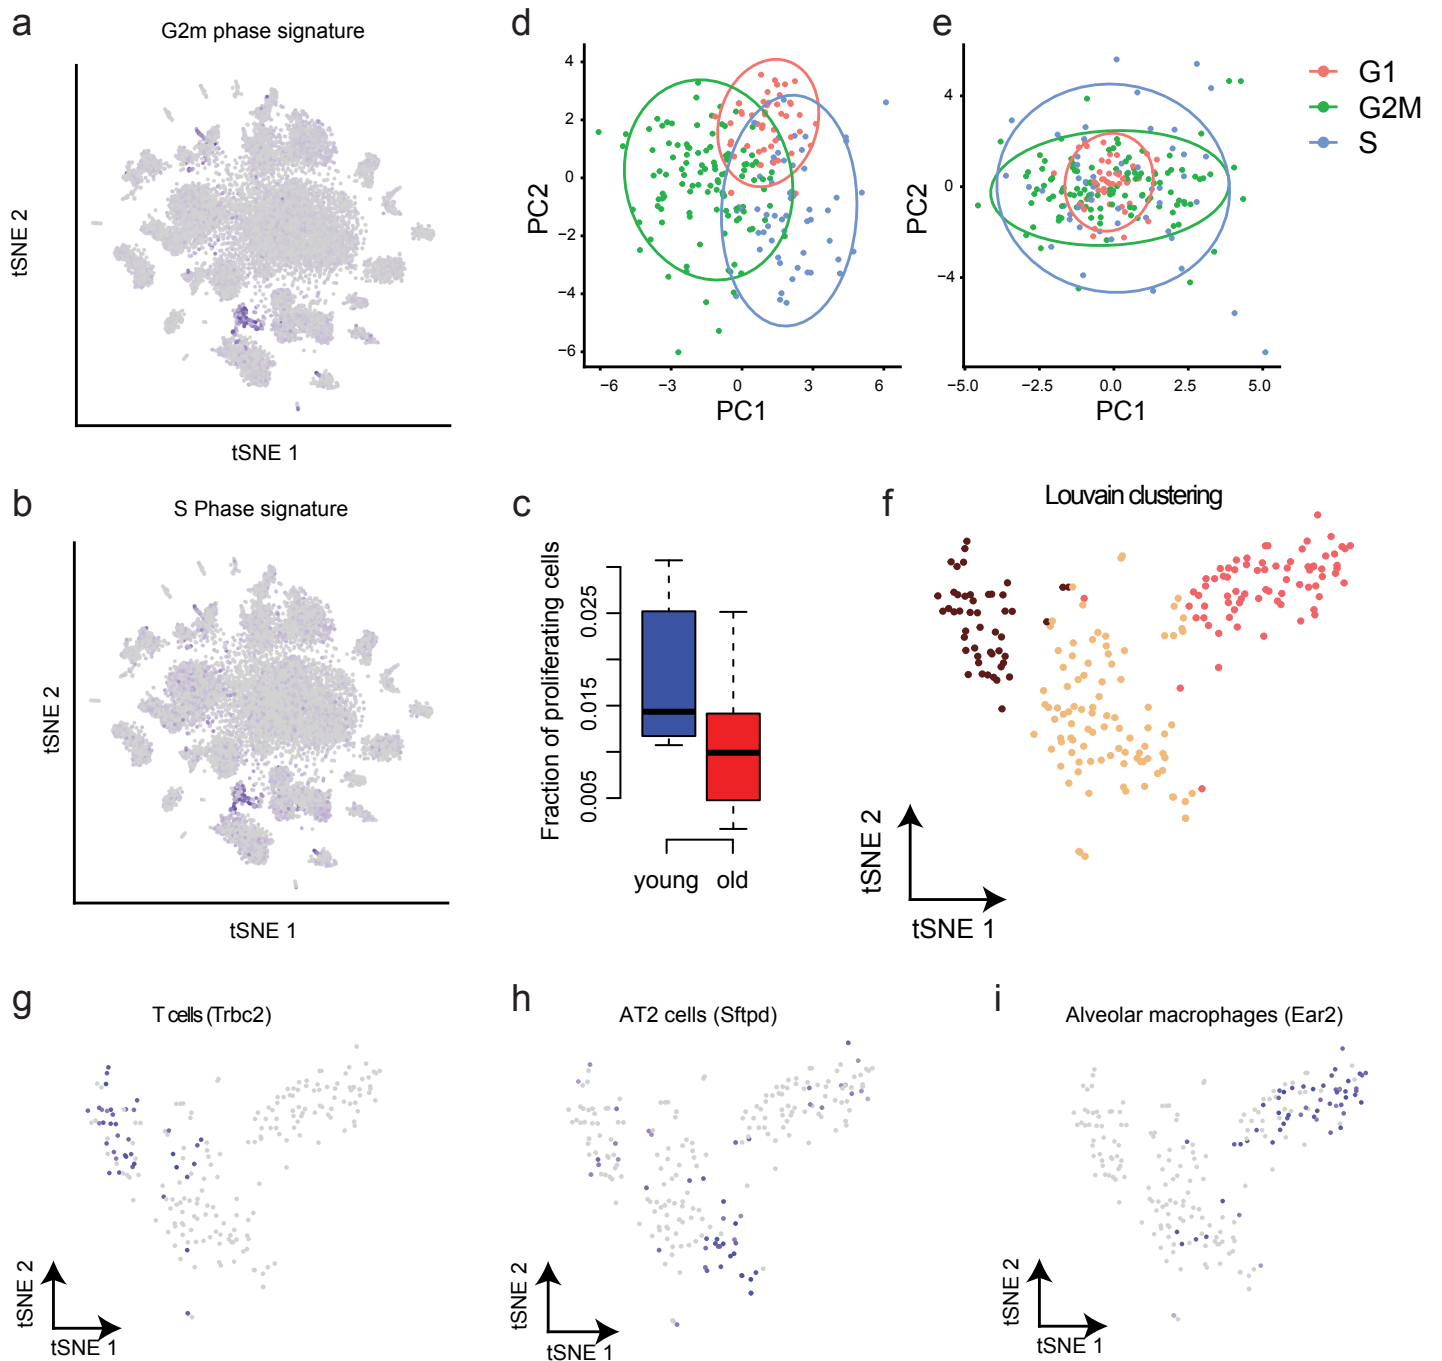 a
G2m phase signature
tSNE 2
tSNE 1
b
S Phase signature
tSNE 2
tSNE 1
c
Fraction of proliferating cells
0.025
0.015
0.005
young old
d
4
2
0
−2
−4
−6
PC2
−6 −3 0 3 6
PC1
e
4
0
−4
PC2
−5.0 −2.5 0.0 2.5 5.0
PC1
G1
G2M
S
f
Louvain clustering
tSNE 2
tSNE 1
g
T cells (Trbc2)
tSNE 2
tSNE 1
h
AT2 cells (Sftpd)
tSNE 2
tSNE 1
i
Alveolar macrophages (Ear2)
tSNE 2
tSNE 1